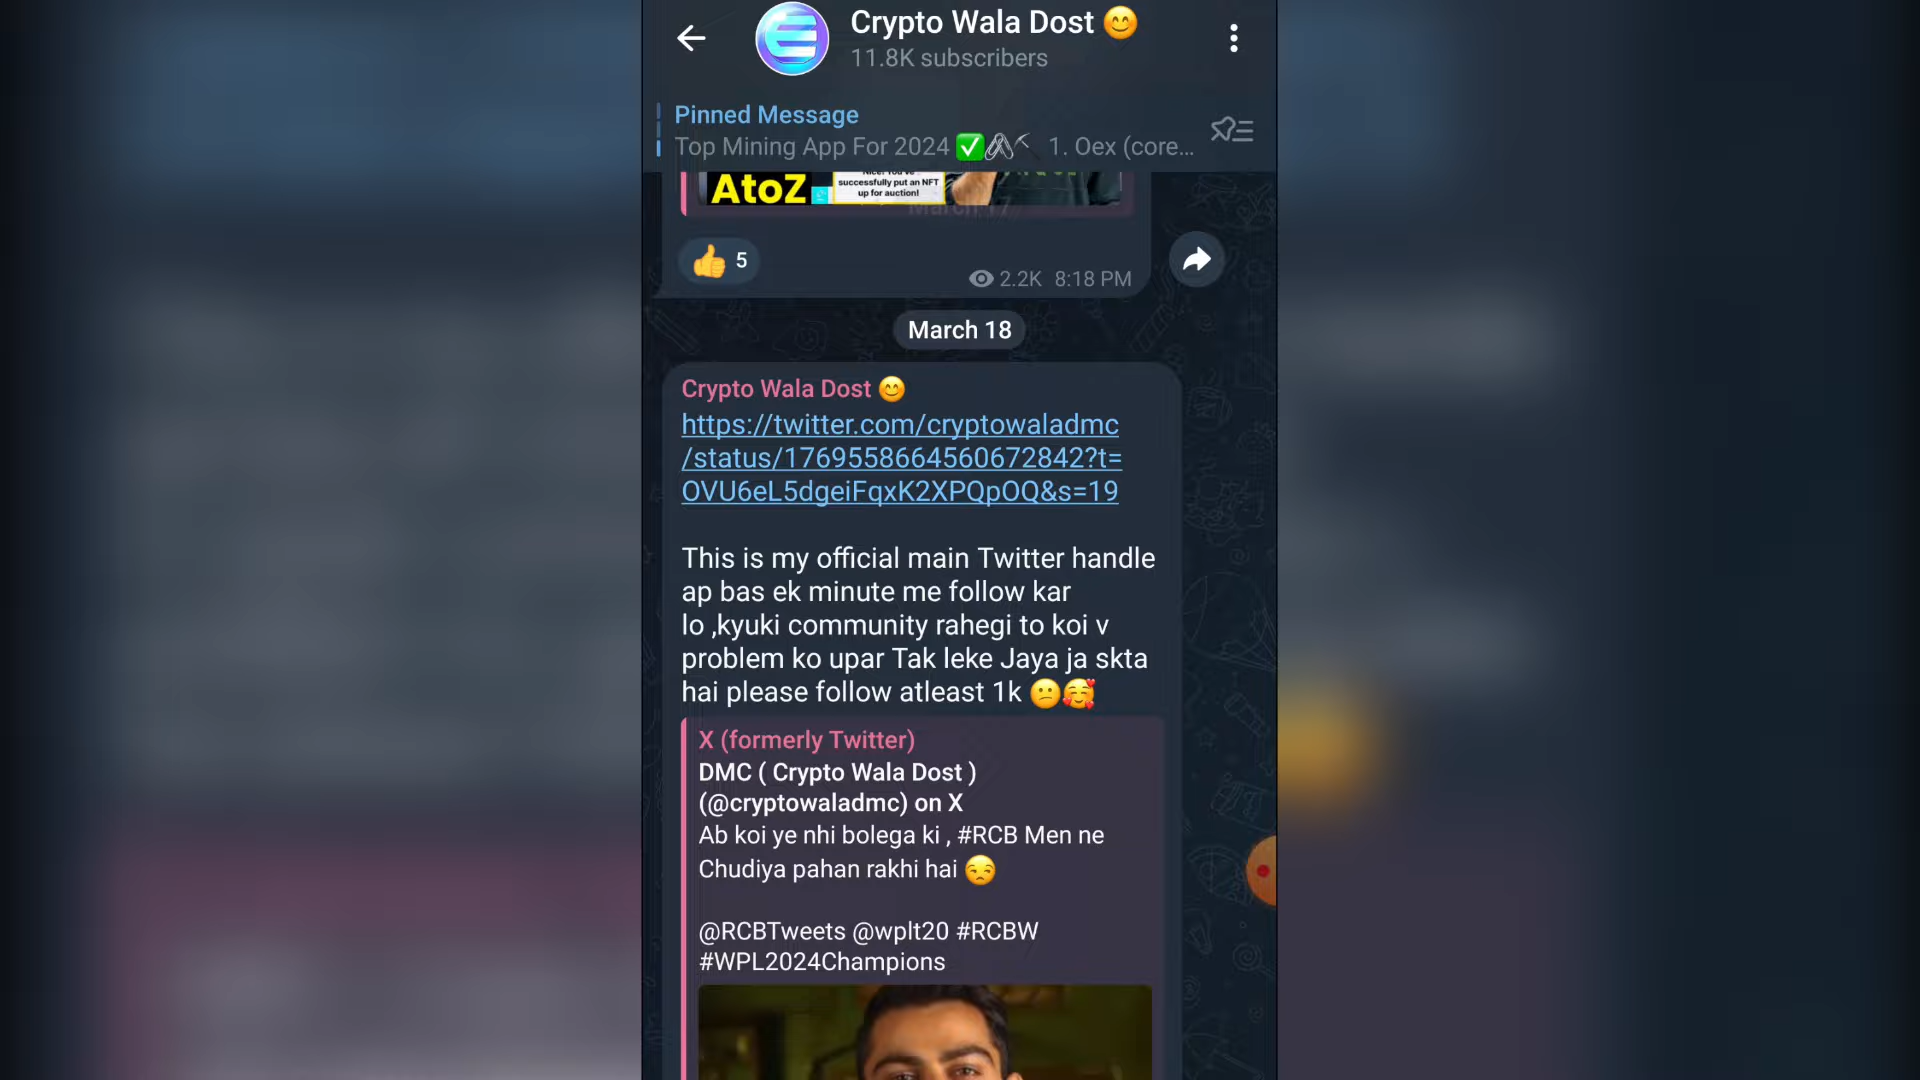 Crypto Wala Dost 😊
11.8K subscribers
Pinned Message
Top Mining App For 2024 ✅🖇⛏ 1. Oex (core...
AtoZ
successfully put an NFT
up for auction!
👍 5
2.2K 8:18 PM
March 18
Crypto Wala Dost 😊
https://twitter.com/cryptowaladmc
/status/1769558664560672842?t=
OVU6eL5dgeiFqxK2XPQpOQ&s=19
This is my official main Twitter handle
ap bas ek minute me follow kar
lo ,kyuki community rahegi to koi v
problem ko upar Tak leke Jaya ja skta
hai please follow atleast 1k 😕🥰
X (formerly Twitter)
DMC ( Crypto Wala Dost )
(@cryptowaladmc) on X
Ab koi ye nhi bolega ki , #RCB Men ne
Chudiya pahan rakhi hai 😒
@RCBTweets @wplt20 #RCBW
#WPL2024Champions